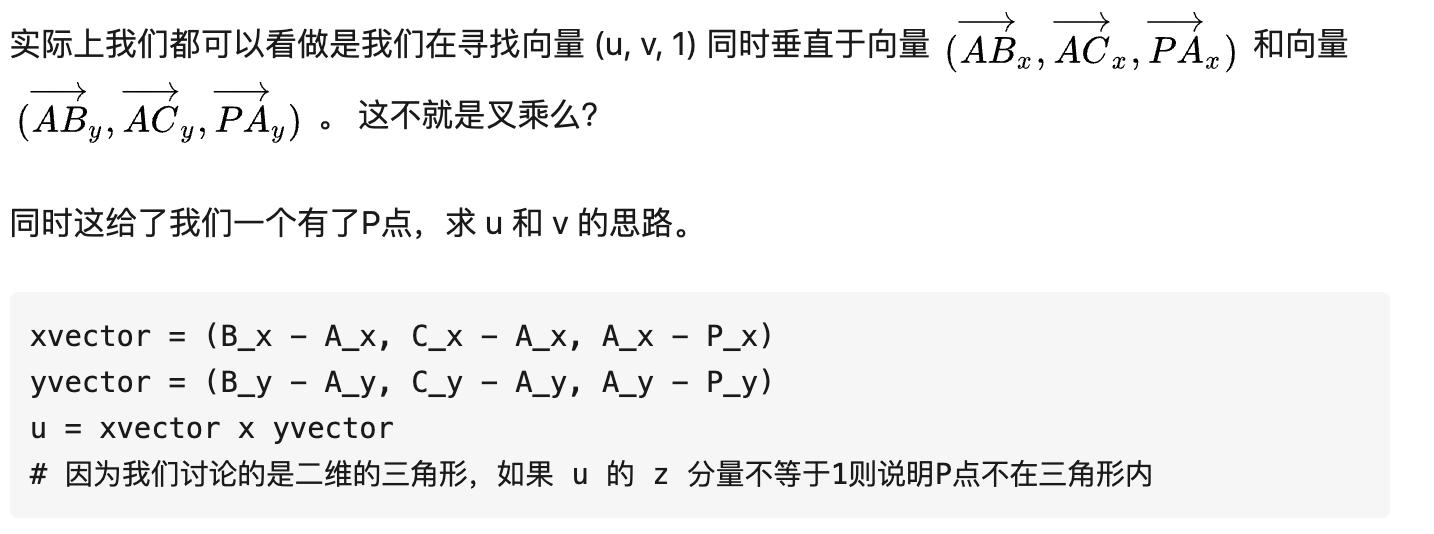 实际上我们都可以看做是我们在寻找向量 (u, v, 1) 同时垂直于向量 $(\overrightarrow{AB}_x, \overrightarrow{AC}_x, \overrightarrow{PA}_x)$ 和向量
$(\overrightarrow{AB}_y, \overrightarrow{AC}_y, \overrightarrow{PA}_y)$ 。 这不就是叉乘么?
同时这给了我们一个有了P点，求 u 和 v 的思路。
xvector = (B_x - A_x, C_x - A_x, A_x - P_x)
yvector = (B_y - A_y, C_y - A_y, A_y - P_y)
u = xvector x yvector
# 因为我们讨论的是二维的三角形，如果 u 的 z 分量不等于1则说明P点不在三角形内